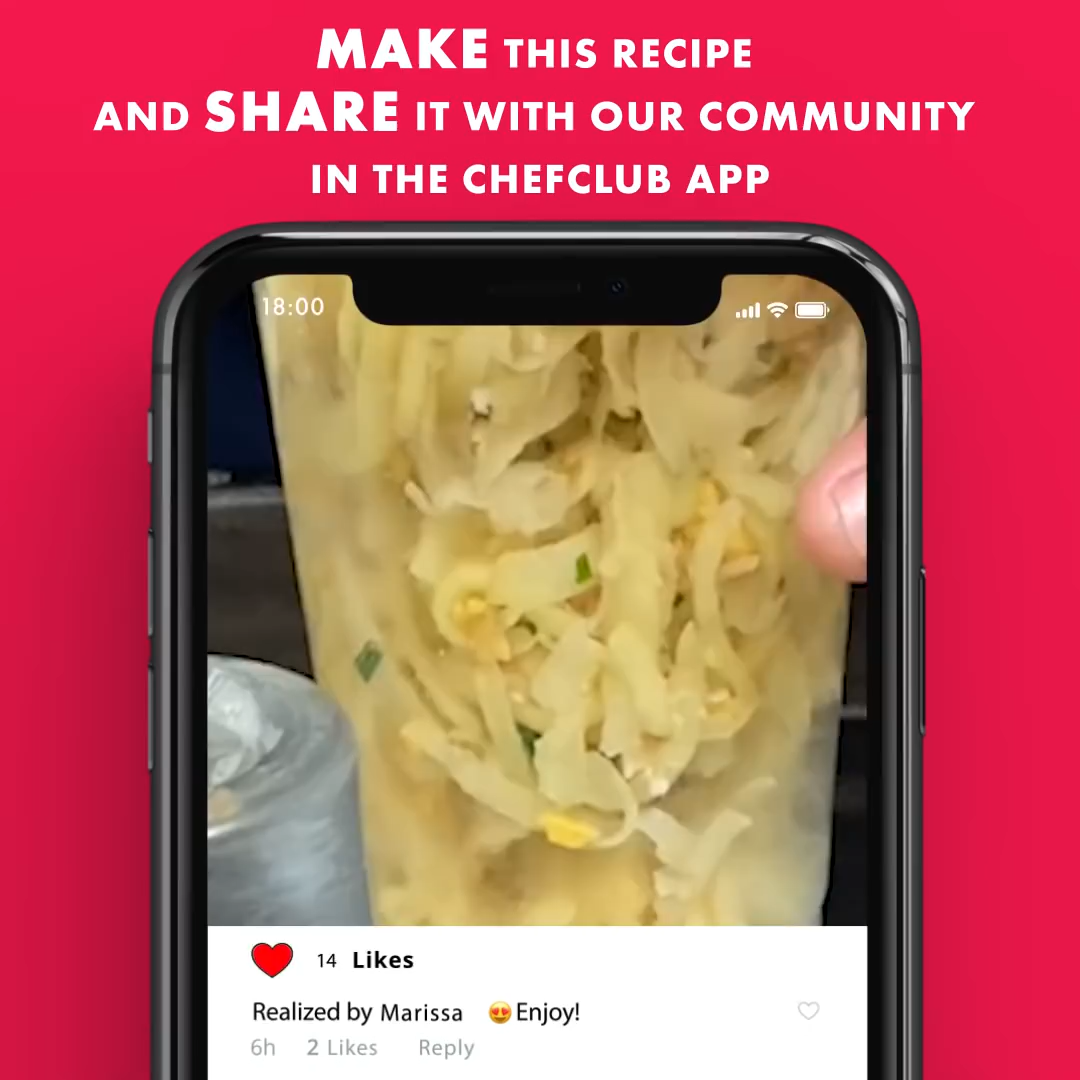 MAKE THIS RECIPE
AND SHARE IT WITH OUR COMMUNITY
IN THE CHEFCLUB APP
18:00
14 Likes
Realized by Marissa 😍 Enjoy!
6h 2 Likes Reply